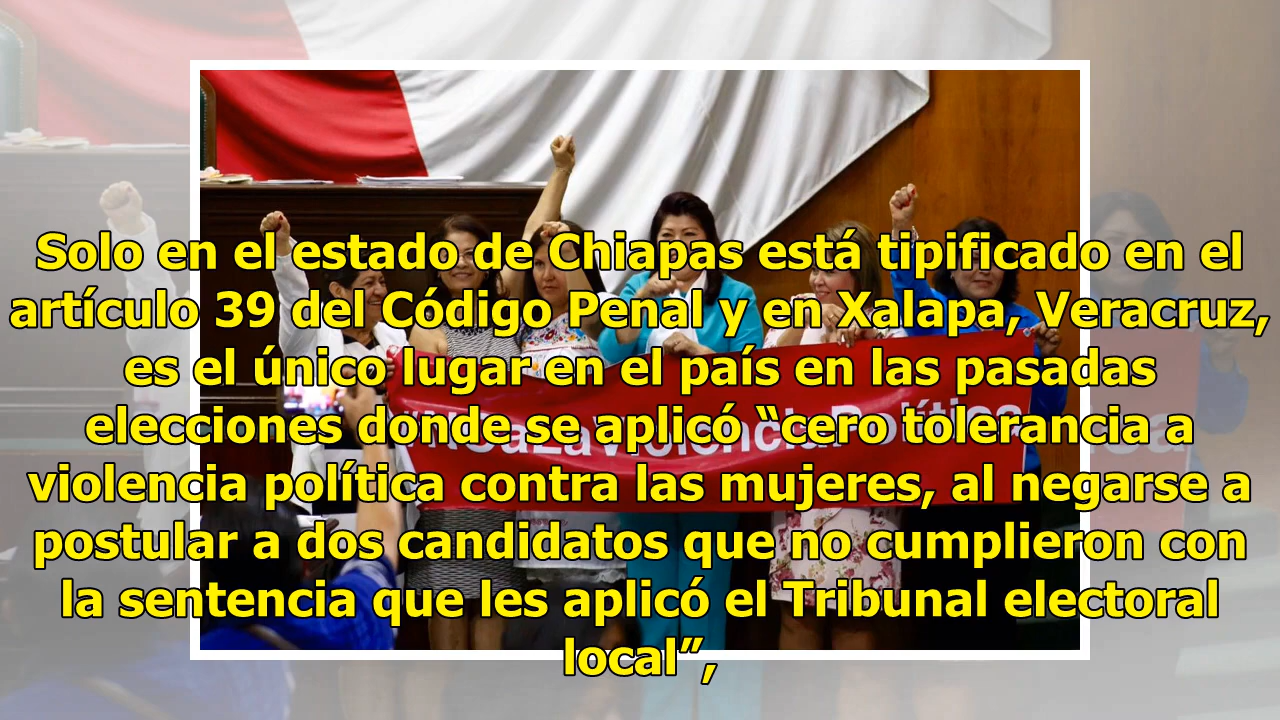 Solo en el estado de Chiapas está tipificado en el
artículo 39 del Código Penal y en Xalapa, Veracruz,
es el único lugar en el país en las pasadas
elecciones donde se aplicó “cero tolerancia a
violencia política contra las mujeres, al negarse a
postular a dos candidatos que no cumplieron con
la sentencia que les aplicó el Tribunal electoral
local”,